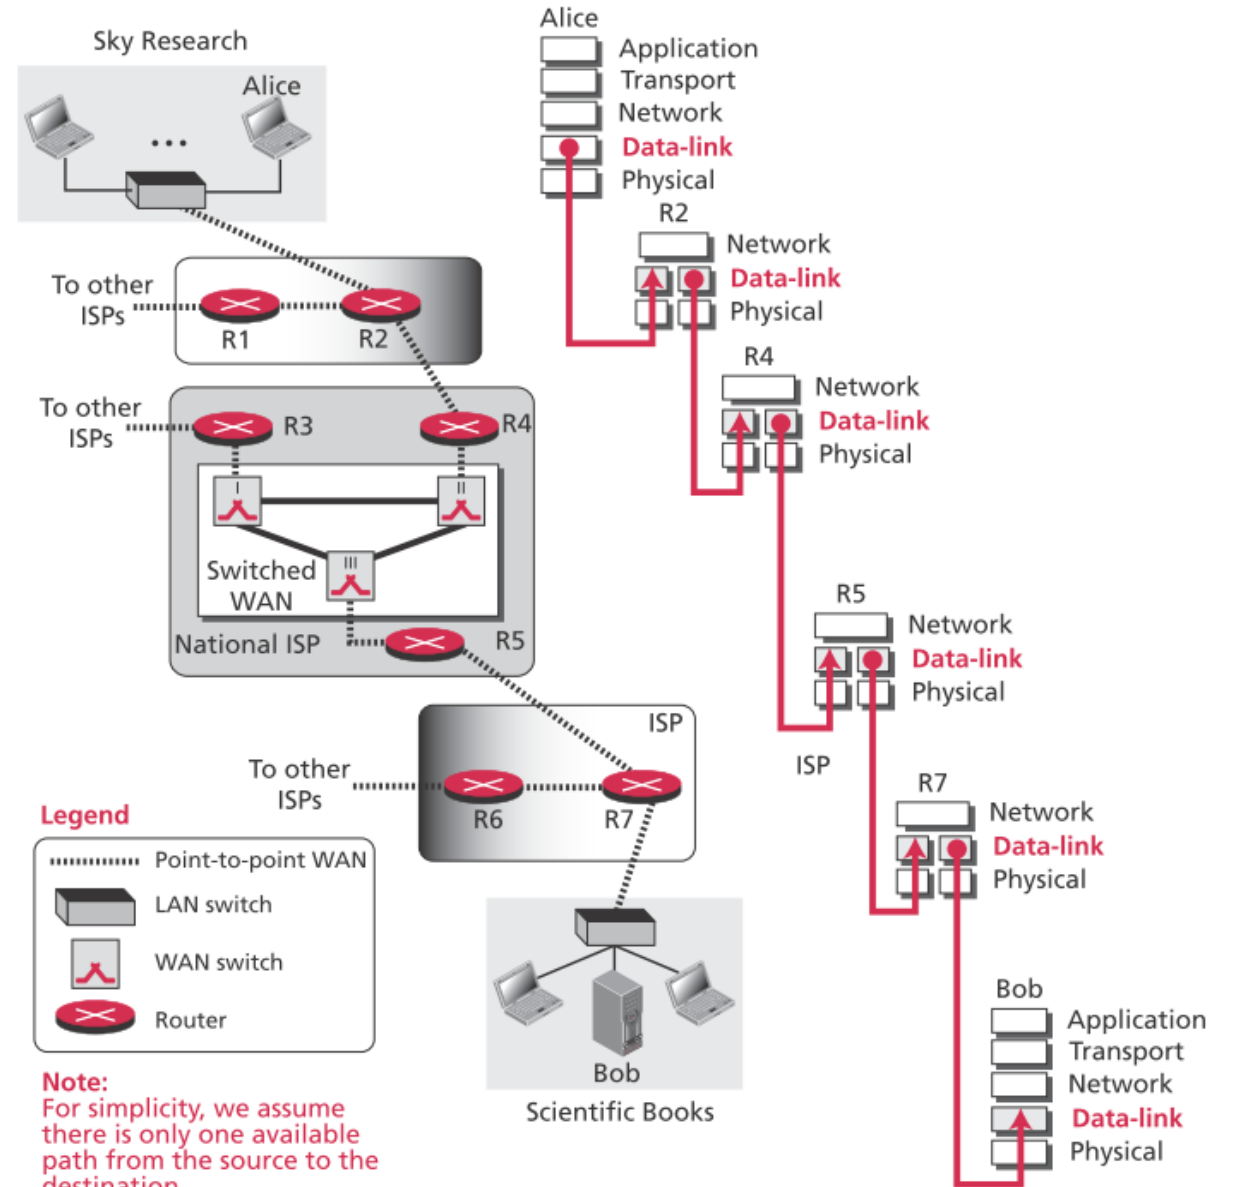 Sky Research
Alice
To other
ISPs
R1
R2
To other
ISPs
R3
R4
I
II
III
Switched
WAN
National ISP
R5
ISP
To other
ISPs
R6
R7
Legend
Point-to-point WAN
LAN switch
WAN switch
Router
Bob
Scientific Books
Note:
For simplicity, we assume
there is only one available
path from the source to the
destination
Alice
Application
Transport
Network
Data-link
Physical
R2
Network
Data-link
Physical
R4
Network
Data-link
Physical
R5
Network
Data-link
Physical
ISP
R7
Network
Data-link
Physical
Bob
Application
Transport
Network
Data-link
Physical